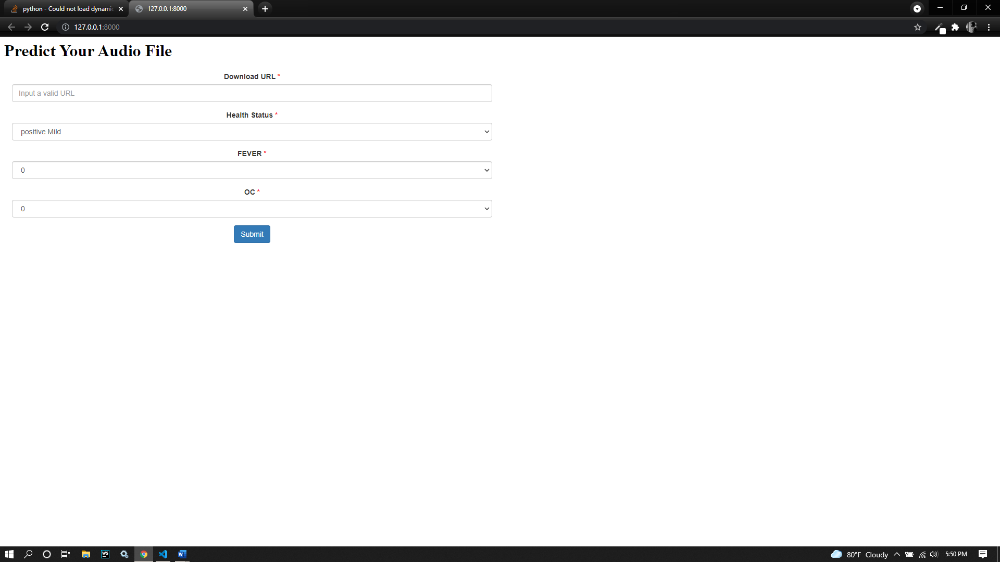 python - Could not load dynamic
127.0.0.1:8000
127.0.0.1:8000
Predict Your Audio File
Download URL *
Input a valid URL
Health Status *
positive Mild
FEVER *
0
OC *
0
Submit
WS
W
80°F Cloudy
5:50 PM